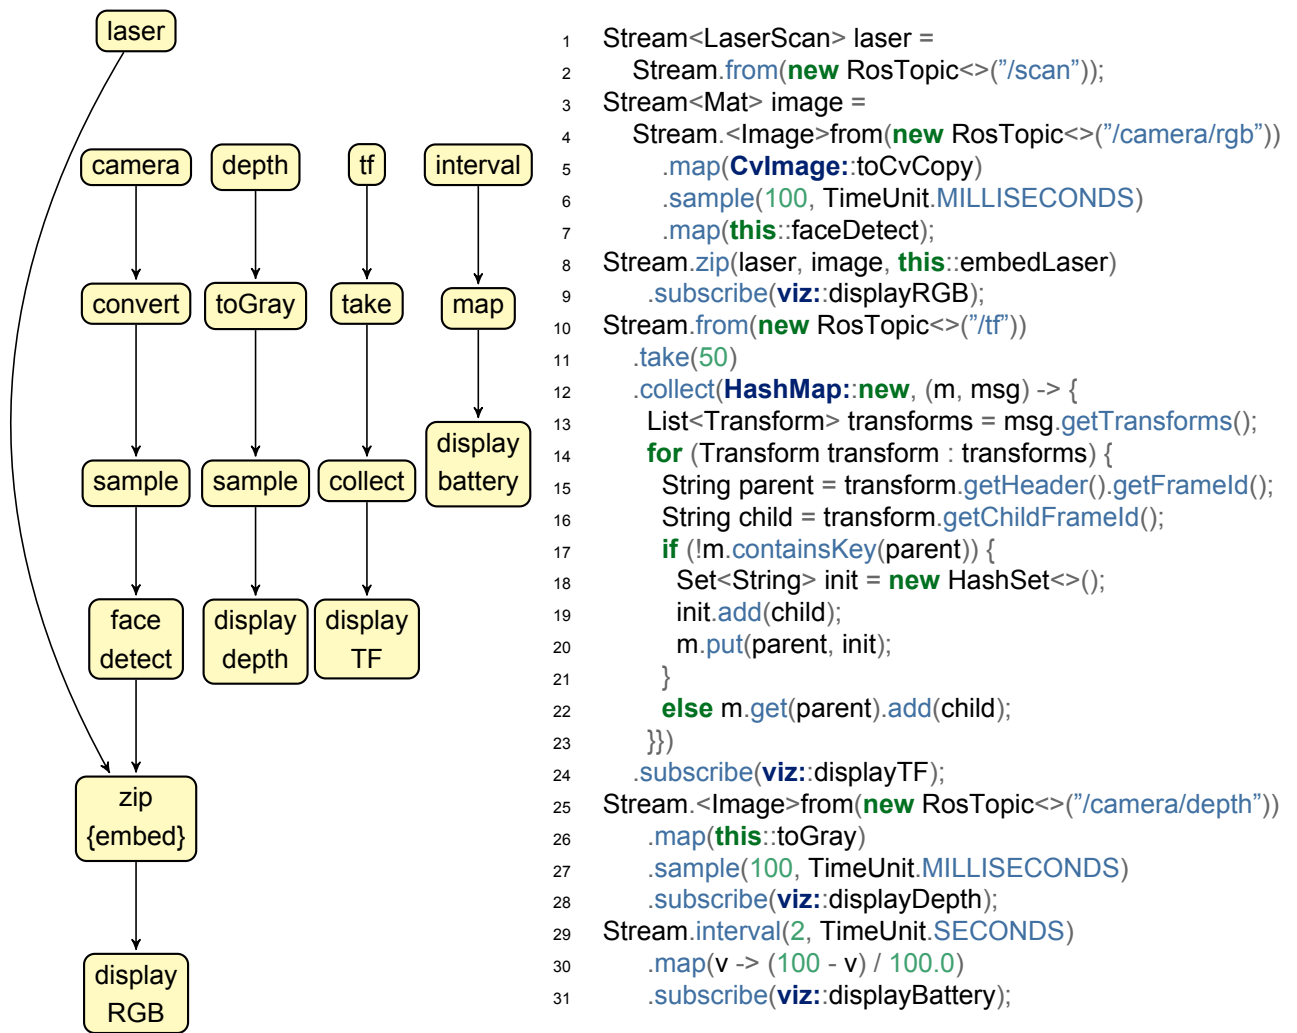 laser
camera
depth
tf
interval
convert
toGray
take
map
sample
sample
collect
display
battery
face
detect
display
depth
display
TF
zip
{embed}
display
RGB
1 Stream<LaserScan> laser =
2 Stream.from(new RosTopic<>("/scan"));
3 Stream<Mat> image =
4 Stream.<Image>from(new RosTopic<>("/camera/rgb"))
5 .map(CvImage::toCvCopy)
6 .sample(100, TimeUnit.MILLISECONDS)
7 .map(this::faceDetect);
8 Stream.zip(laser, image, this::embedLaser)
9 .subscribe(viz::displayRGB);
10 Stream.from(new RosTopic<>("/tf"))
11 .take(50)
12 .collect(HashMap::new, (m, msg) -> {
13 List<Transform> transforms = msg.getTransforms();
14 for (Transform transform : transforms) {
15 String parent = transform.getHeader().getFrameId();
16 String child = transform.getChildFrameId();
17 if (!m.containsKey(parent)) {
18 Set<String> init = new HashSet<>();
19 init.add(child);
20 m.put(parent, init);
21 }
22 else m.get(parent).add(child);
23 }})
24 .subscribe(viz::displayTF);
25 Stream.<Image>from(new RosTopic<>("/camera/depth"))
26 .map(this::toGray)
27 .sample(100, TimeUnit.MILLISECONDS)
28 .subscribe(viz::displayDepth);
29 Stream.interval(2, TimeUnit.SECONDS)
30 .map(v -> (100 - v) / 100.0)
31 .subscribe(viz::displayBattery);